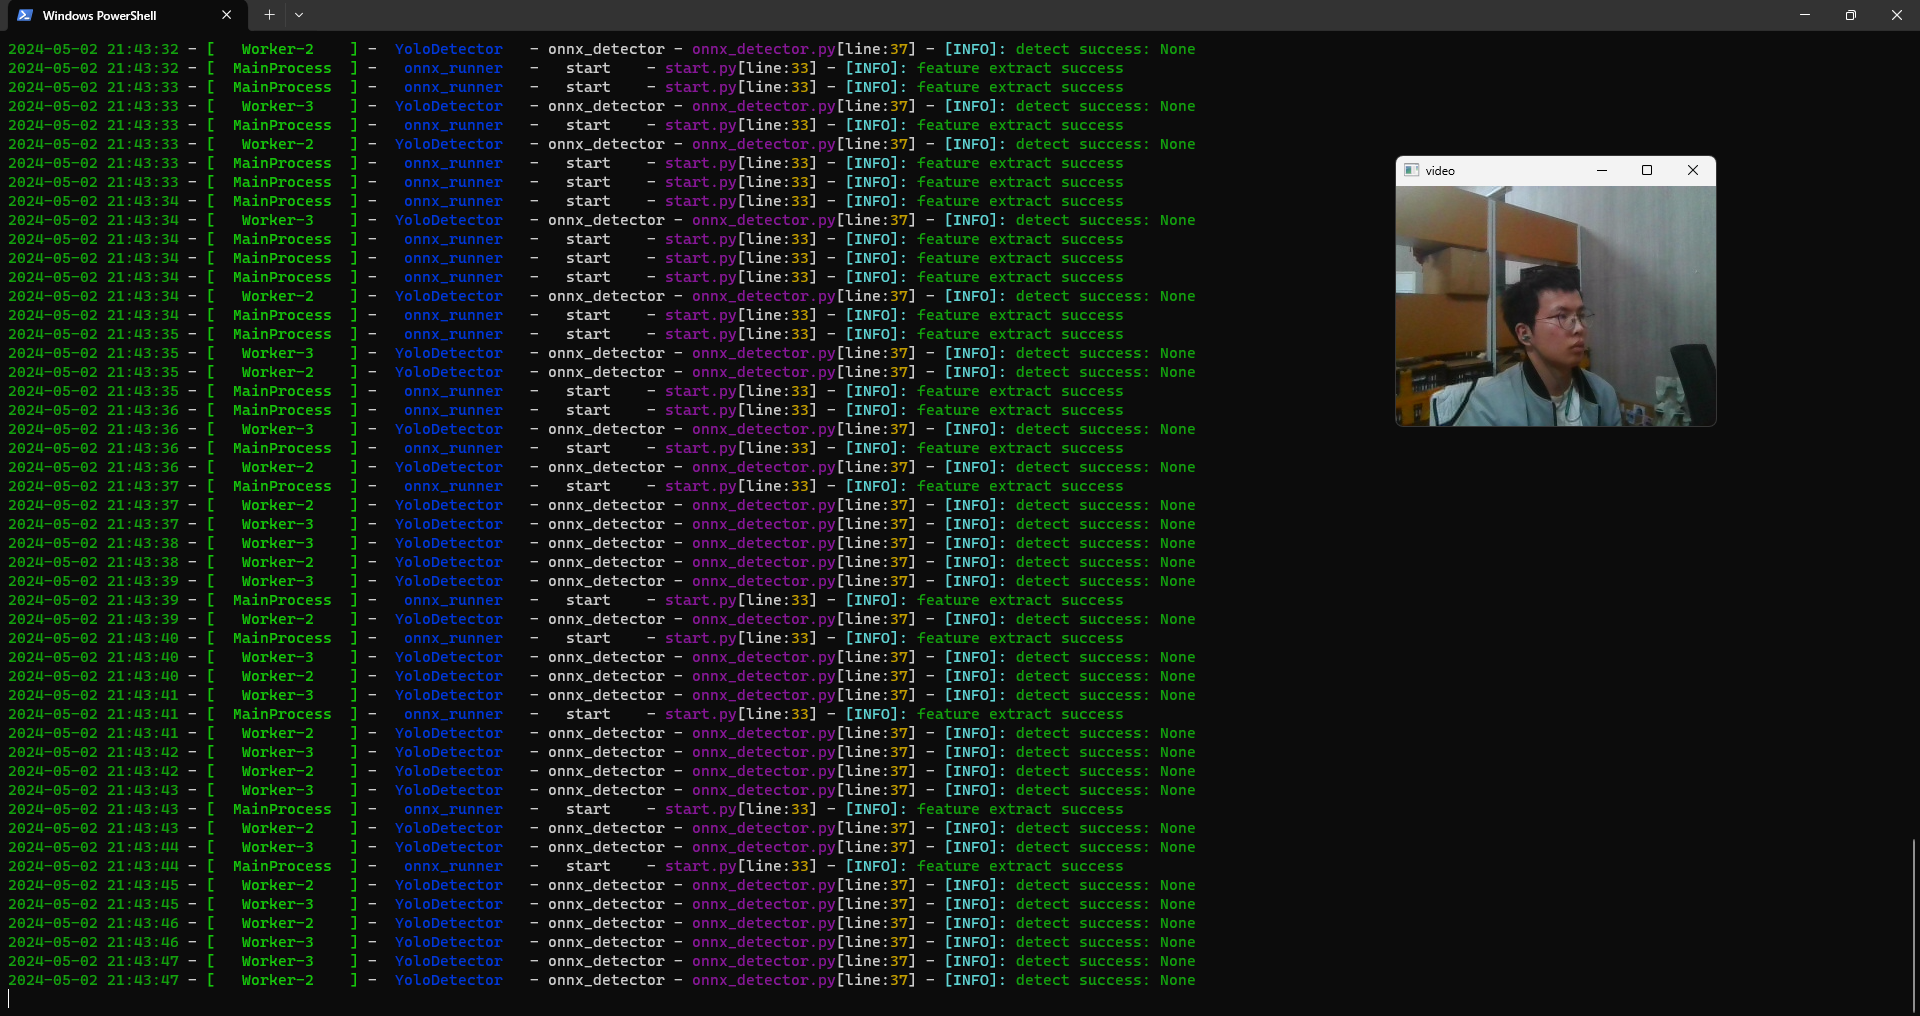 Windows PowerShell
2024-05-02 21:43:32 - [   Worker-2    ] -  YoloDetector   - onnx_detector - onnx_detector.py[line:37] - [INFO]: detect success: None
2024-05-02 21:43:32 - [  MainProcess  ] -   onnx_runner   -   start    - start.py[line:33] - [INFO]: feature extract success
2024-05-02 21:43:33 - [  MainProcess  ] -   onnx_runner   -   start    - start.py[line:33] - [INFO]: feature extract success
2024-05-02 21:43:33 - [   Worker-3    ] -  YoloDetector   - onnx_detector - onnx_detector.py[line:37] - [INFO]: detect success: None
2024-05-02 21:43:33 - [  MainProcess  ] -   onnx_runner   -   start    - start.py[line:33] - [INFO]: feature extract success
2024-05-02 21:43:33 - [   Worker-2    ] -  YoloDetector   - onnx_detector - onnx_detector.py[line:37] - [INFO]: detect success: None
2024-05-02 21:43:33 - [  MainProcess  ] -   onnx_runner   -   start    - start.py[line:33] - [INFO]: feature extract success
2024-05-02 21:43:33 - [  MainProcess  ] -   onnx_runner   -   start    - start.py[line:33] - [INFO]: feature extract success
2024-05-02 21:43:34 - [  MainProcess  ] -   onnx_runner   -   start    - start.py[line:33] - [INFO]: feature extract success
2024-05-02 21:43:34 - [   Worker-3    ] -  YoloDetector   - onnx_detector - onnx_detector.py[line:37] - [INFO]: detect success: None
2024-05-02 21:43:34 - [  MainProcess  ] -   onnx_runner   -   start    - start.py[line:33] - [INFO]: feature extract success
2024-05-02 21:43:34 - [  MainProcess  ] -   onnx_runner   -   start    - start.py[line:33] - [INFO]: feature extract success
2024-05-02 21:43:34 - [  MainProcess  ] -   onnx_runner   -   start    - start.py[line:33] - [INFO]: feature extract success
2024-05-02 21:43:34 - [   Worker-2    ] -  YoloDetector   - onnx_detector - onnx_detector.py[line:37] - [INFO]: detect success: None
2024-05-02 21:43:34 - [  MainProcess  ] -   onnx_runner   -   start    - start.py[line:33] - [INFO]: feature extract success
2024-05-02 21:43:35 - [  MainProcess  ] -   onnx_runner   -   start    - start.py[line:33] - [INFO]: feature extract success
2024-05-02 21:43:35 - [   Worker-3    ] -  YoloDetector   - onnx_detector - onnx_detector.py[line:37] - [INFO]: detect success: None
2024-05-02 21:43:35 - [   Worker-2    ] -  YoloDetector   - onnx_detector - onnx_detector.py[line:37] - [INFO]: detect success: None
2024-05-02 21:43:35 - [  MainProcess  ] -   onnx_runner   -   start    - start.py[line:33] - [INFO]: feature extract success
2024-05-02 21:43:36 - [  MainProcess  ] -   onnx_runner   -   start    - start.py[line:33] - [INFO]: feature extract success
2024-05-02 21:43:36 - [   Worker-3    ] -  YoloDetector   - onnx_detector - onnx_detector.py[line:37] - [INFO]: detect success: None
2024-05-02 21:43:36 - [  MainProcess  ] -   onnx_runner   -   start    - start.py[line:33] - [INFO]: feature extract success
2024-05-02 21:43:36 - [   Worker-2    ] -  YoloDetector   - onnx_detector - onnx_detector.py[line:37] - [INFO]: detect success: None
2024-05-02 21:43:37 - [  MainProcess  ] -   onnx_runner   -   start    - start.py[line:33] - [INFO]: feature extract success
2024-05-02 21:43:37 - [   Worker-2    ] -  YoloDetector   - onnx_detector - onnx_detector.py[line:37] - [INFO]: detect success: None
2024-05-02 21:43:37 - [   Worker-3    ] -  YoloDetector   - onnx_detector - onnx_detector.py[line:37] - [INFO]: detect success: None
2024-05-02 21:43:38 - [   Worker-3    ] -  YoloDetector   - onnx_detector - onnx_detector.py[line:37] - [INFO]: detect success: None
2024-05-02 21:43:38 - [   Worker-2    ] -  YoloDetector   - onnx_detector - onnx_detector.py[line:37] - [INFO]: detect success: None
2024-05-02 21:43:39 - [   Worker-3    ] -  YoloDetector   - onnx_detector - onnx_detector.py[line:37] - [INFO]: detect success: None
2024-05-02 21:43:39 - [  MainProcess  ] -   onnx_runner   -   start    - start.py[line:33] - [INFO]: feature extract success
2024-05-02 21:43:39 - [   Worker-2    ] -  YoloDetector   - onnx_detector - onnx_detector.py[line:37] - [INFO]: detect success: None
2024-05-02 21:43:40 - [  MainProcess  ] -   onnx_runner   -   start    - start.py[line:33] - [INFO]: feature extract success
2024-05-02 21:43:40 - [   Worker-3    ] -  YoloDetector   - onnx_detector - onnx_detector.py[line:37] - [INFO]: detect success: None
2024-05-02 21:43:40 - [   Worker-2    ] -  YoloDetector   - onnx_detector - onnx_detector.py[line:37] - [INFO]: detect success: None
2024-05-02 21:43:41 - [   Worker-3    ] -  YoloDetector   - onnx_detector - onnx_detector.py[line:37] - [INFO]: detect success: None
2024-05-02 21:43:41 - [  MainProcess  ] -   onnx_runner   -   start    - start.py[line:33] - [INFO]: feature extract success
2024-05-02 21:43:41 - [   Worker-2    ] -  YoloDetector   - onnx_detector - onnx_detector.py[line:37] - [INFO]: detect success: None
2024-05-02 21:43:42 - [   Worker-3    ] -  YoloDetector   - onnx_detector - onnx_detector.py[line:37] - [INFO]: detect success: None
2024-05-02 21:43:42 - [   Worker-2    ] -  YoloDetector   - onnx_detector - onnx_detector.py[line:37] - [INFO]: detect success: None
2024-05-02 21:43:43 - [   Worker-3    ] -  YoloDetector   - onnx_detector - onnx_detector.py[line:37] - [INFO]: detect success: None
2024-05-02 21:43:43 - [  MainProcess  ] -   onnx_runner   -   start    - start.py[line:33] - [INFO]: feature extract success
2024-05-02 21:43:43 - [   Worker-2    ] -  YoloDetector   - onnx_detector - onnx_detector.py[line:37] - [INFO]: detect success: None
2024-05-02 21:43:44 - [   Worker-3    ] -  YoloDetector   - onnx_detector - onnx_detector.py[line:37] - [INFO]: detect success: None
2024-05-02 21:43:44 - [  MainProcess  ] -   onnx_runner   -   start    - start.py[line:33] - [INFO]: feature extract success
2024-05-02 21:43:45 - [   Worker-2    ] -  YoloDetector   - onnx_detector - onnx_detector.py[line:37] - [INFO]: detect success: None
2024-05-02 21:43:45 - [   Worker-3    ] -  YoloDetector   - onnx_detector - onnx_detector.py[line:37] - [INFO]: detect success: None
2024-05-02 21:43:46 - [   Worker-2    ] -  YoloDetector   - onnx_detector - onnx_detector.py[line:37] - [INFO]: detect success: None
2024-05-02 21:43:46 - [   Worker-3    ] -  YoloDetector   - onnx_detector - onnx_detector.py[line:37] - [INFO]: detect success: None
2024-05-02 21:43:47 - [   Worker-3    ] -  YoloDetector   - onnx_detector - onnx_detector.py[line:37] - [INFO]: detect success: None
2024-05-02 21:43:47 - [   Worker-2    ] -  YoloDetector   - onnx_detector - onnx_detector.py[line:37] - [INFO]: detect success: None
video